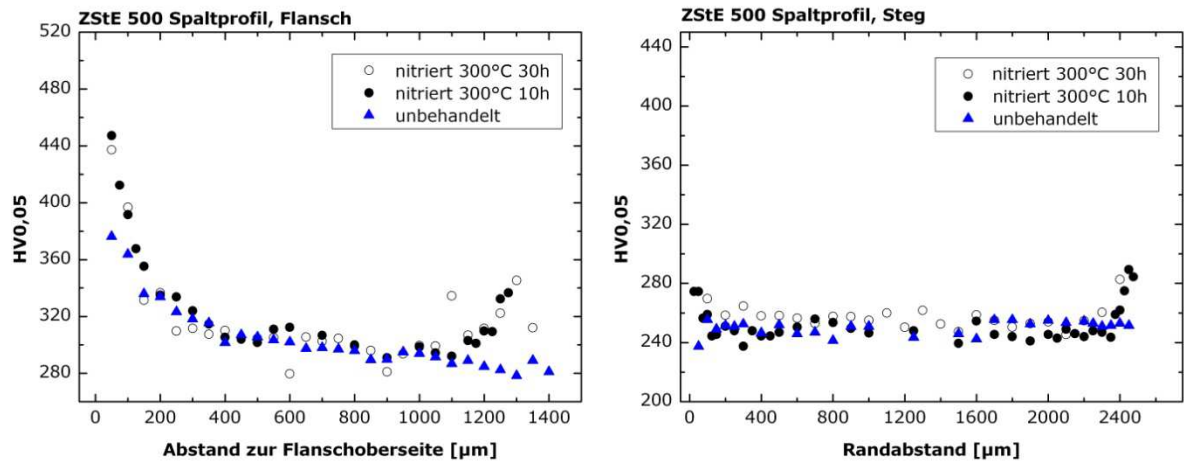 ZStE 500 Spaltprofil, Flansch
520
480
440
400
360
320
280
HV0,05
nitriert 300°C 30h
nitriert 300°C 10h
unbehandelt
0 200 400 600 800 1000 1200 1400
Abstand zur Flanschoberseite [µm]
ZStE 500 Spaltprofil, Steg
440
400
360
320
280
240
200
HV0,05
nitriert 300°C 30h
nitriert 300°C 10h
unbehandelt
0 400 800 1200 1600 2000 2400
Randabstand [µm]